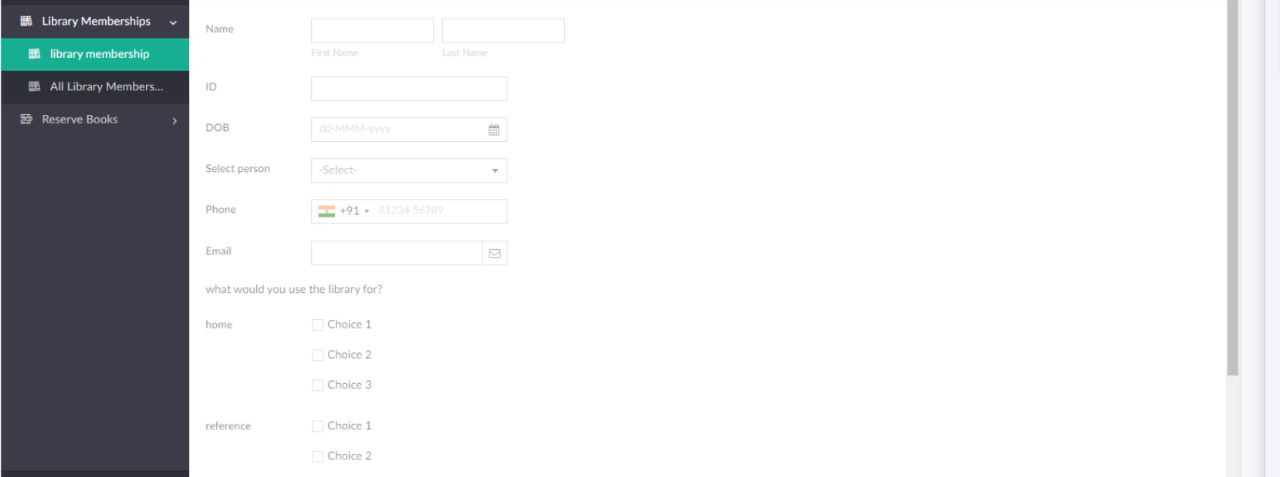 Library Memberships
library membership
All Library Members...
Reserve Books
Name
First Name
Last Name
ID
DOB
dd-MMM-yyyy
Select person
-Select-
Phone
+91
81234 56789
Email
what would you use the library for?
home
Choice 1
Choice 2
Choice 3
reference
Choice 1
Choice 2